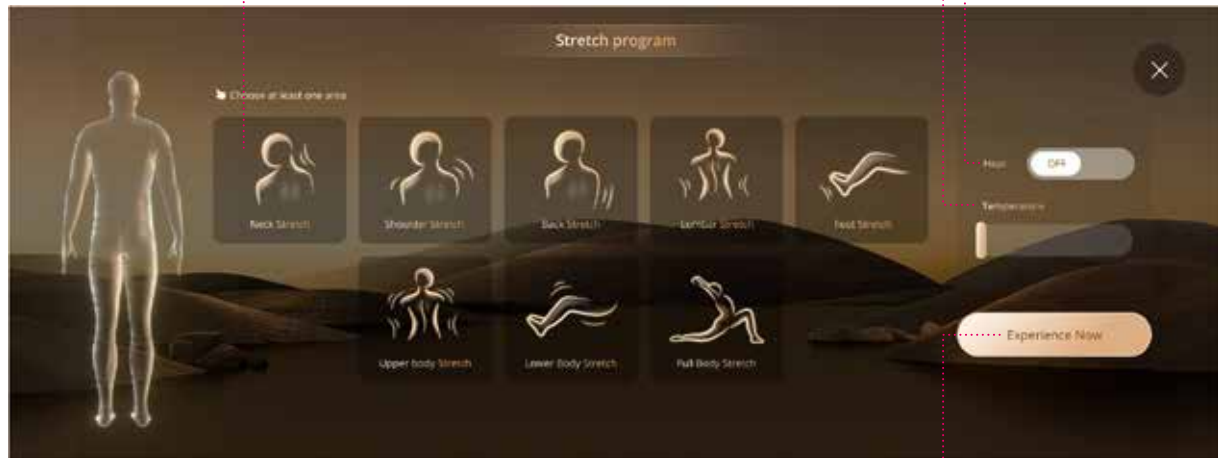 Stretch program
Choose at least one area
Neck Stretch
Shoulder Stretch
Back Stretch
Lumbar Stretch
Foot Stretch
Heat
OFF
Temperature
Upper body Stretch
Lower Body Stretch
Full Body Stretch
Experience Now